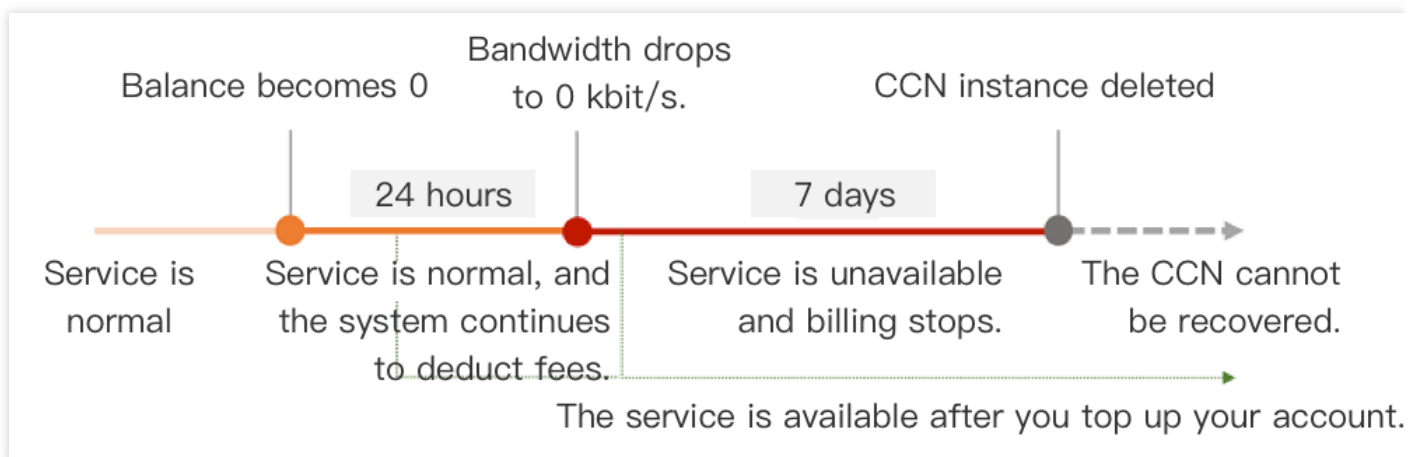 Balance becomes 0
Bandwidth drops
to 0 kbit/s.
CCN instance deleted
24 hours
7 days
Service is
normal
Service is normal, and
the system continues
to deduct fees.
Service is unavailable
and billing stops.
The CCN cannot
be recovered.
The service is available after you top up your account.